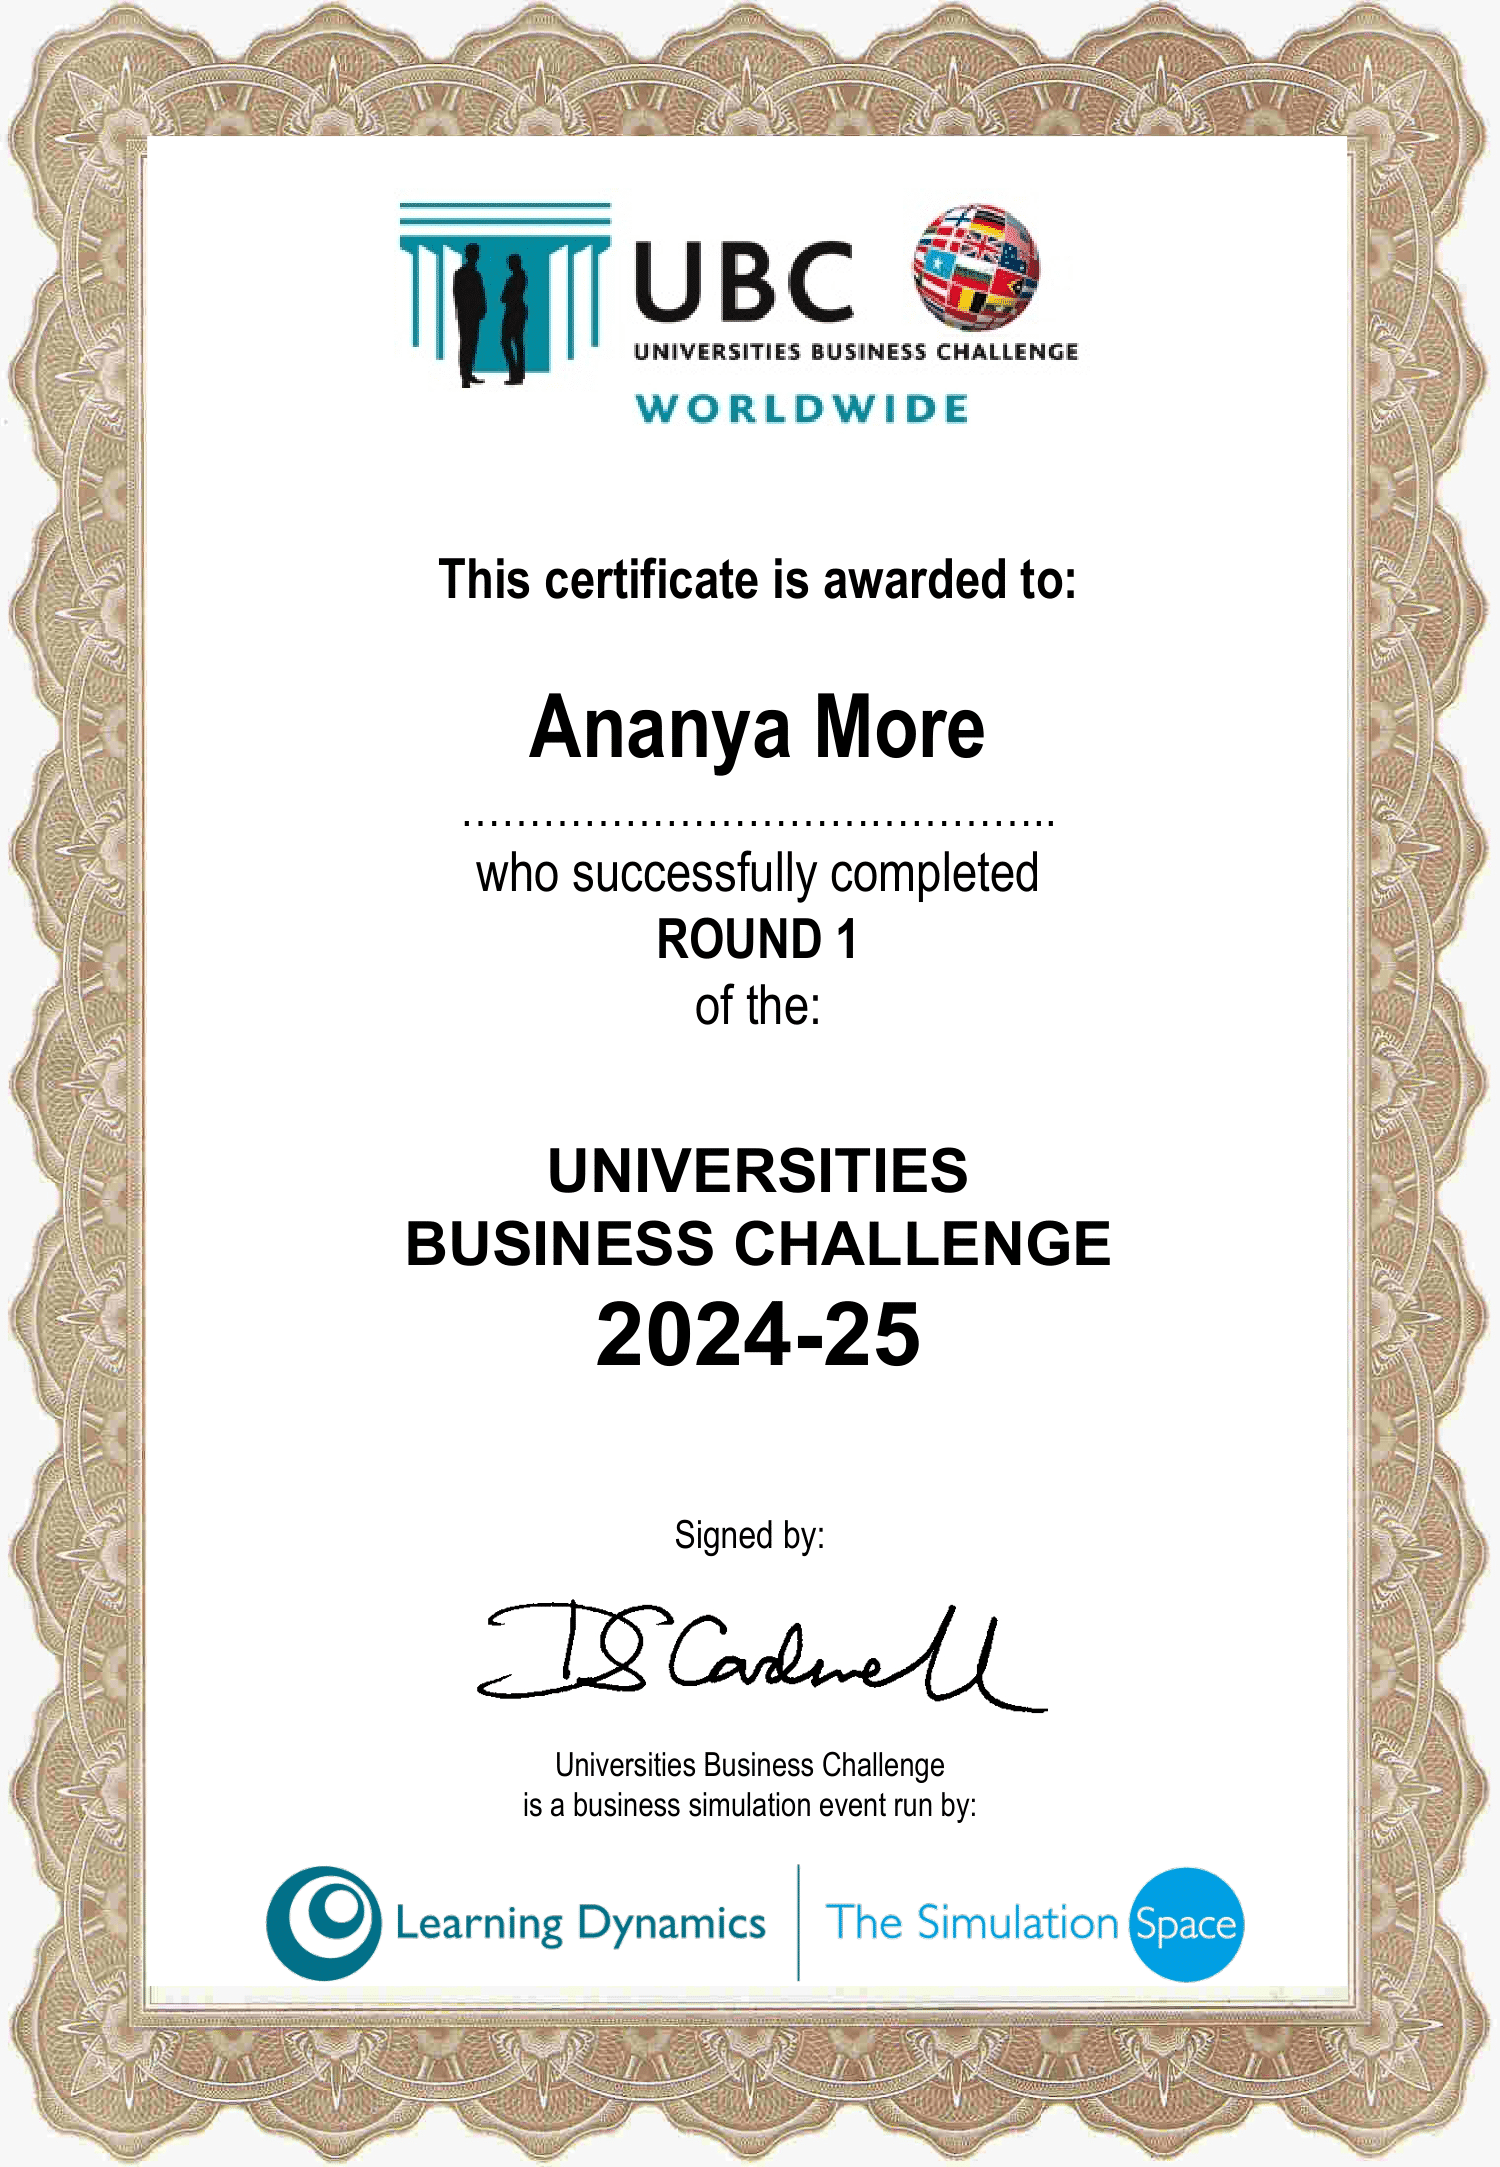 UBC
UNIVERSITIES BUSINESS CHALLENGE
WORLDWIDE
This certificate is awarded to:
Ananya More
………………………………………..
who successfully completed
ROUND 1
of the:
UNIVERSITIES
BUSINESS CHALLENGE
2024-25
Signed by:
DS Cardwell
Universities Business Challenge
is a business simulation event run by:
Learning Dynamics
The Simulation Space